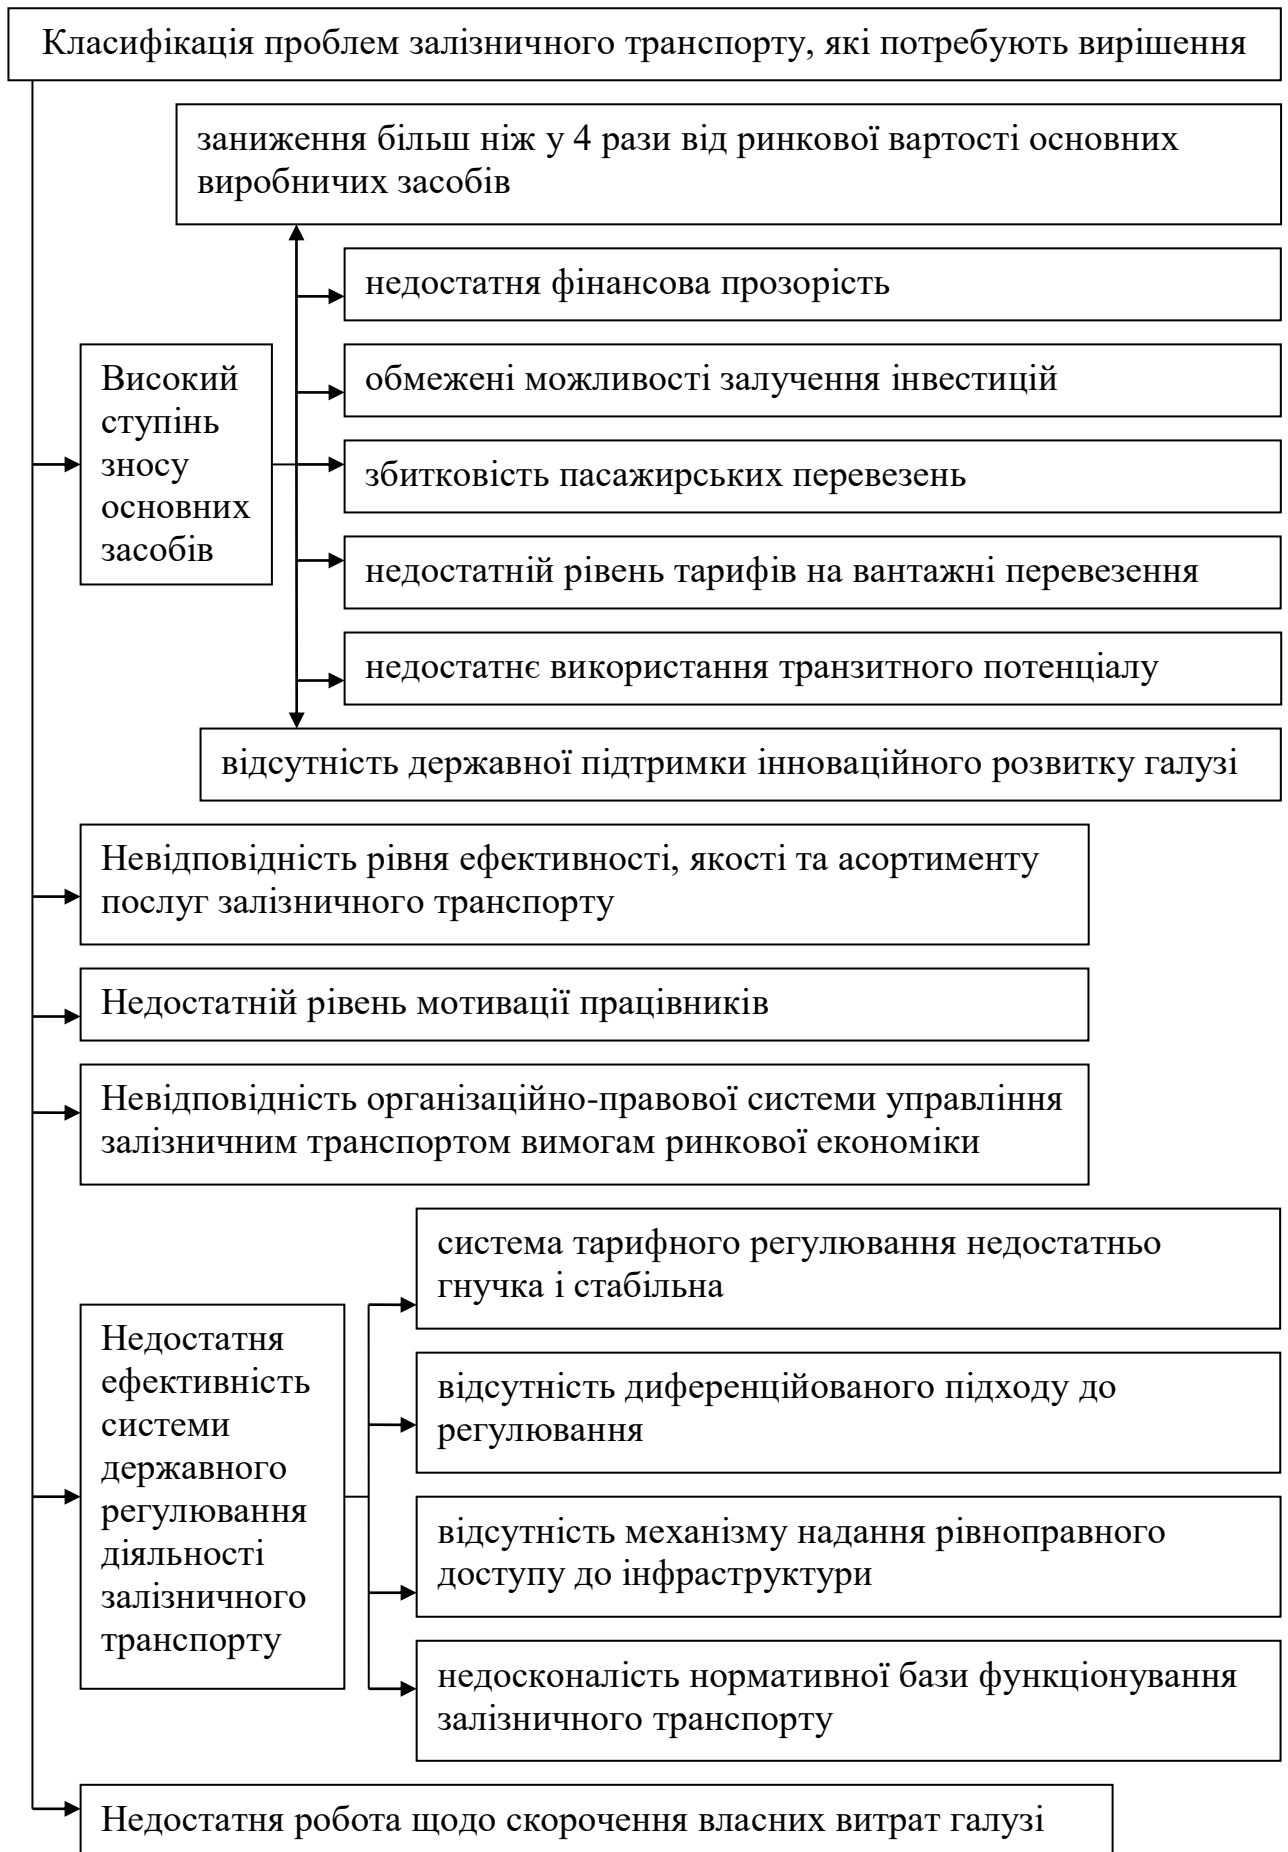 Класифікація проблем залізничного транспорту, які потребують вирішення
заниження більш ніж у 4 рази від ринкової вартості основних
виробничих засобів
недостатня фінансова прозорість
Високий
ступінь
зносу
основних
засобів
обмежені можливості залучення інвестицій
збитковість пасажирських перевезень
недостатній рівень тарифів на вантажні перевезення
недостатнє використання транзитного потенціалу
відсутність державної підтримки інноваційного розвитку галузі
Невідповідність рівня ефективності, якості та асортименту
послуг залізничного транспорту
Недостатній рівень мотивації працівників
Невідповідність організаційно-правової системи управління
залізничним транспортом вимогам ринкової економіки
Недостатня
ефективність
системи
державного
регулювання
діяльності
залізничного
транспорту
система тарифного регулювання недостатньо
гнучка і стабільна
відсутність диференційованого підходу до
регулювання
відсутність механізму надання рівноправного
доступу до інфраструктури
недосконалість нормативної бази функціонування
залізничного транспорту
Недостатня робота щодо скорочення власних витрат галузі